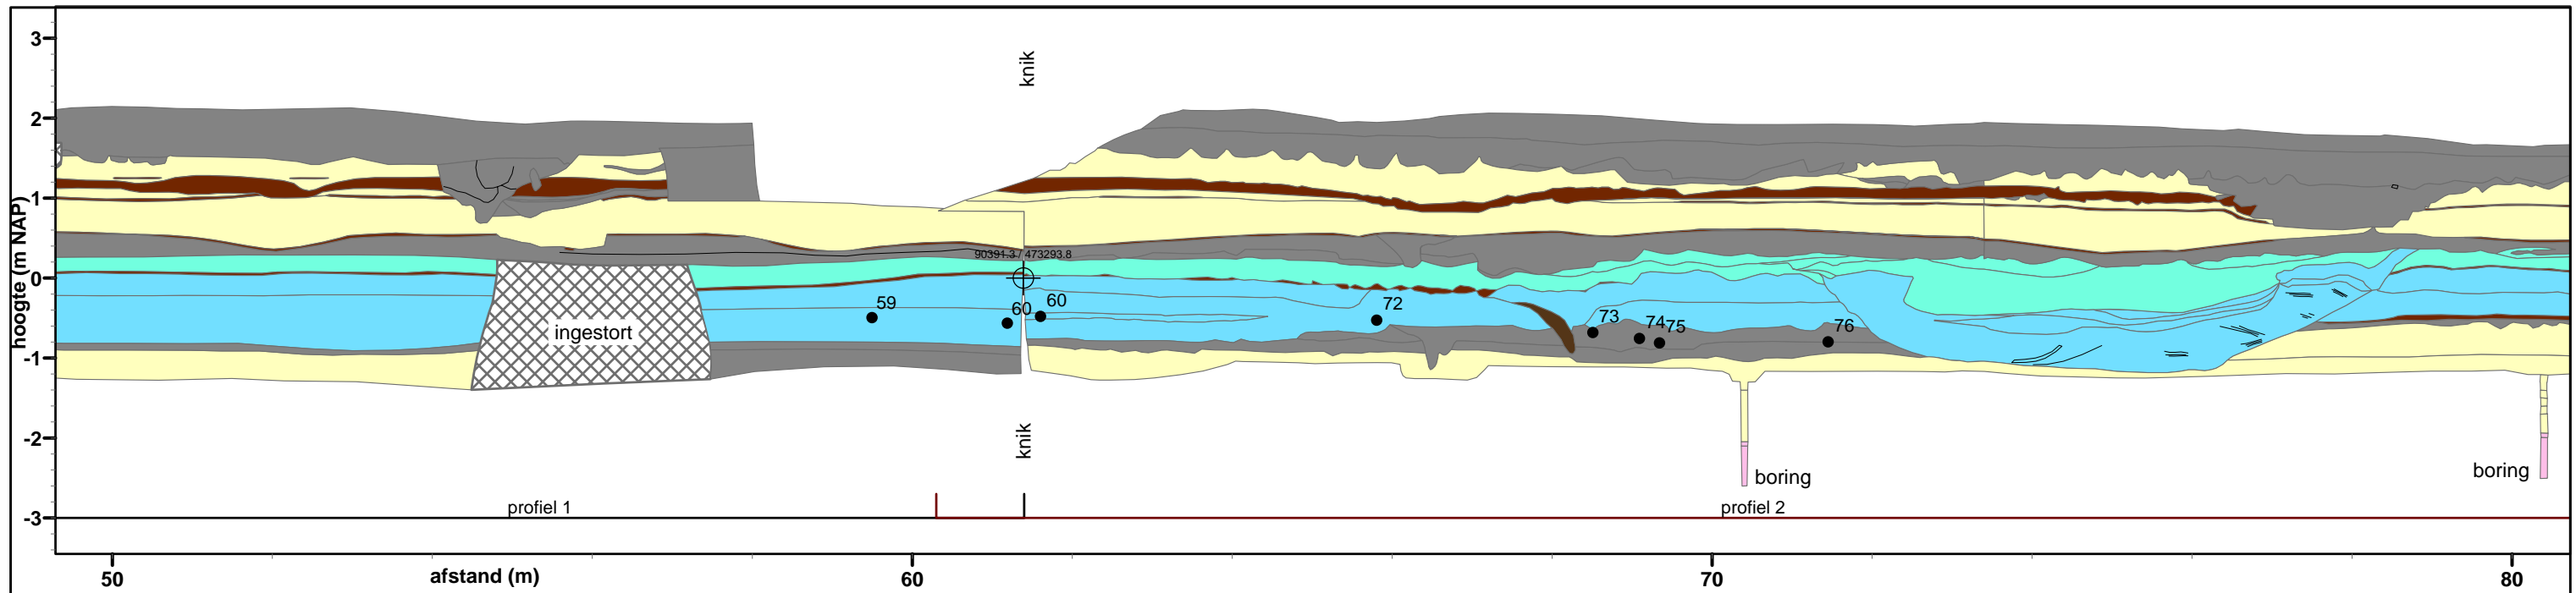 hoogte (m NAP)
3
2
1
0
-1
-2
-3
knik
90391.3 / 473293.8
59
60
60
72
73
74
75
76
ingestort
knik
boring
boring
profiel 1
profiel 2
50
afstand (m)
60
70
80